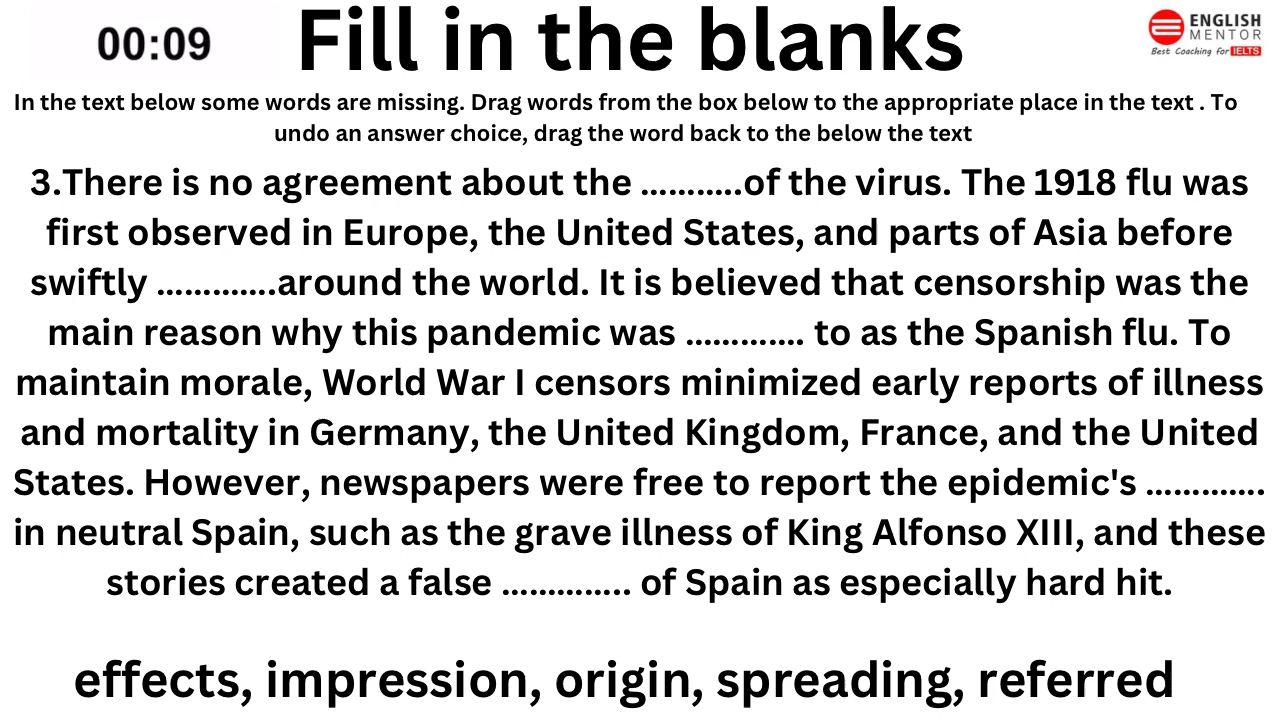 00:09
Fill in the blanks
ENGLISH
MENTOR
Best Coaching for IELTS
In the text below some words are missing. Drag words from the box below to the appropriate place in the text . To
undo an answer choice, drag the word back to the below the text
3.There is no agreement about the ...........of the virus. The 1918 flu was
first observed in Europe, the United States, and parts of Asia before
swiftly .............around the world. It is believed that censorship was the
main reason why this pandemic was ............. to as the Spanish flu. To
maintain morale, World War I censors minimized early reports of illness
and mortality in Germany, the United Kingdom, France, and the United
States. However, newspapers were free to report the epidemic's .............
in neutral Spain, such as the grave illness of King Alfonso XIII, and these
stories created a false .............. of Spain as especially hard hit.
effects, impression, origin, spreading, referred